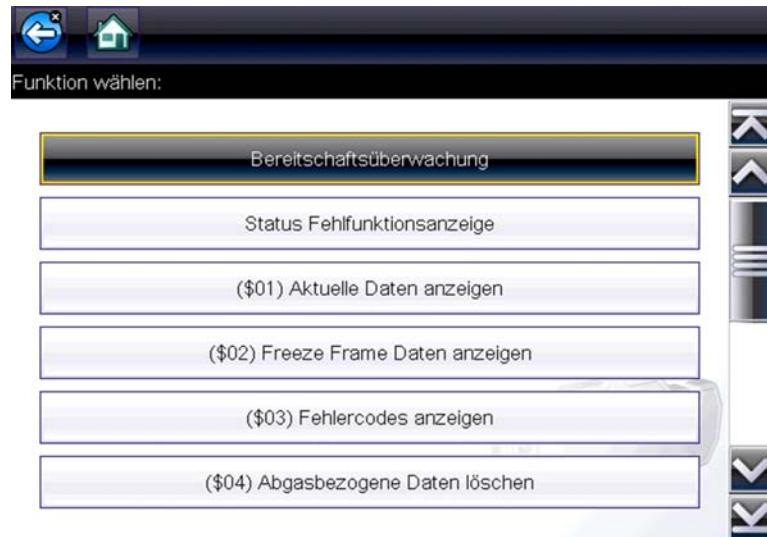 Funktion wählen:
Bereitschaftsüberwachung
Status Fehlfunktionsanzeige
($01) Aktuelle Daten anzeigen
($02) Freeze Frame Daten anzeigen
($03) Fehlercodes anzeigen
($04) Abgasbezogene Daten löschen